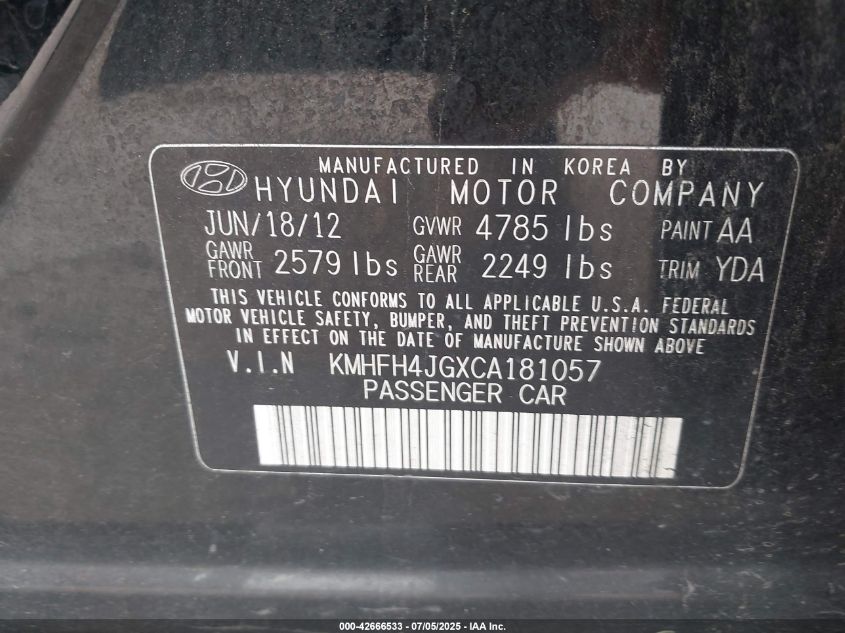 MANUFACTURED IN KOREA BY
HYUNDAI MOTOR COMPANY
JUN/18/12 GVWR 4785 lbs PAINT AA
GAWR FRONT 2579 lbs GAWR REAR 2249 lbs TRIM YDA
THIS VEHICLE CONFORMS TO ALL APPLICABLE U.S.A. FEDERAL
MOTOR VEHICLE SAFETY, BUMPER, AND THEFT PREVENTION STANDARDS
IN EFFECT ON THE DATE OF MANUFACTURE SHOWN ABOVE
V.I.N KMHFH4JGXCA181057
PASSENGER CAR
000-42666533 - 07/05/2025 - IAA Inc.